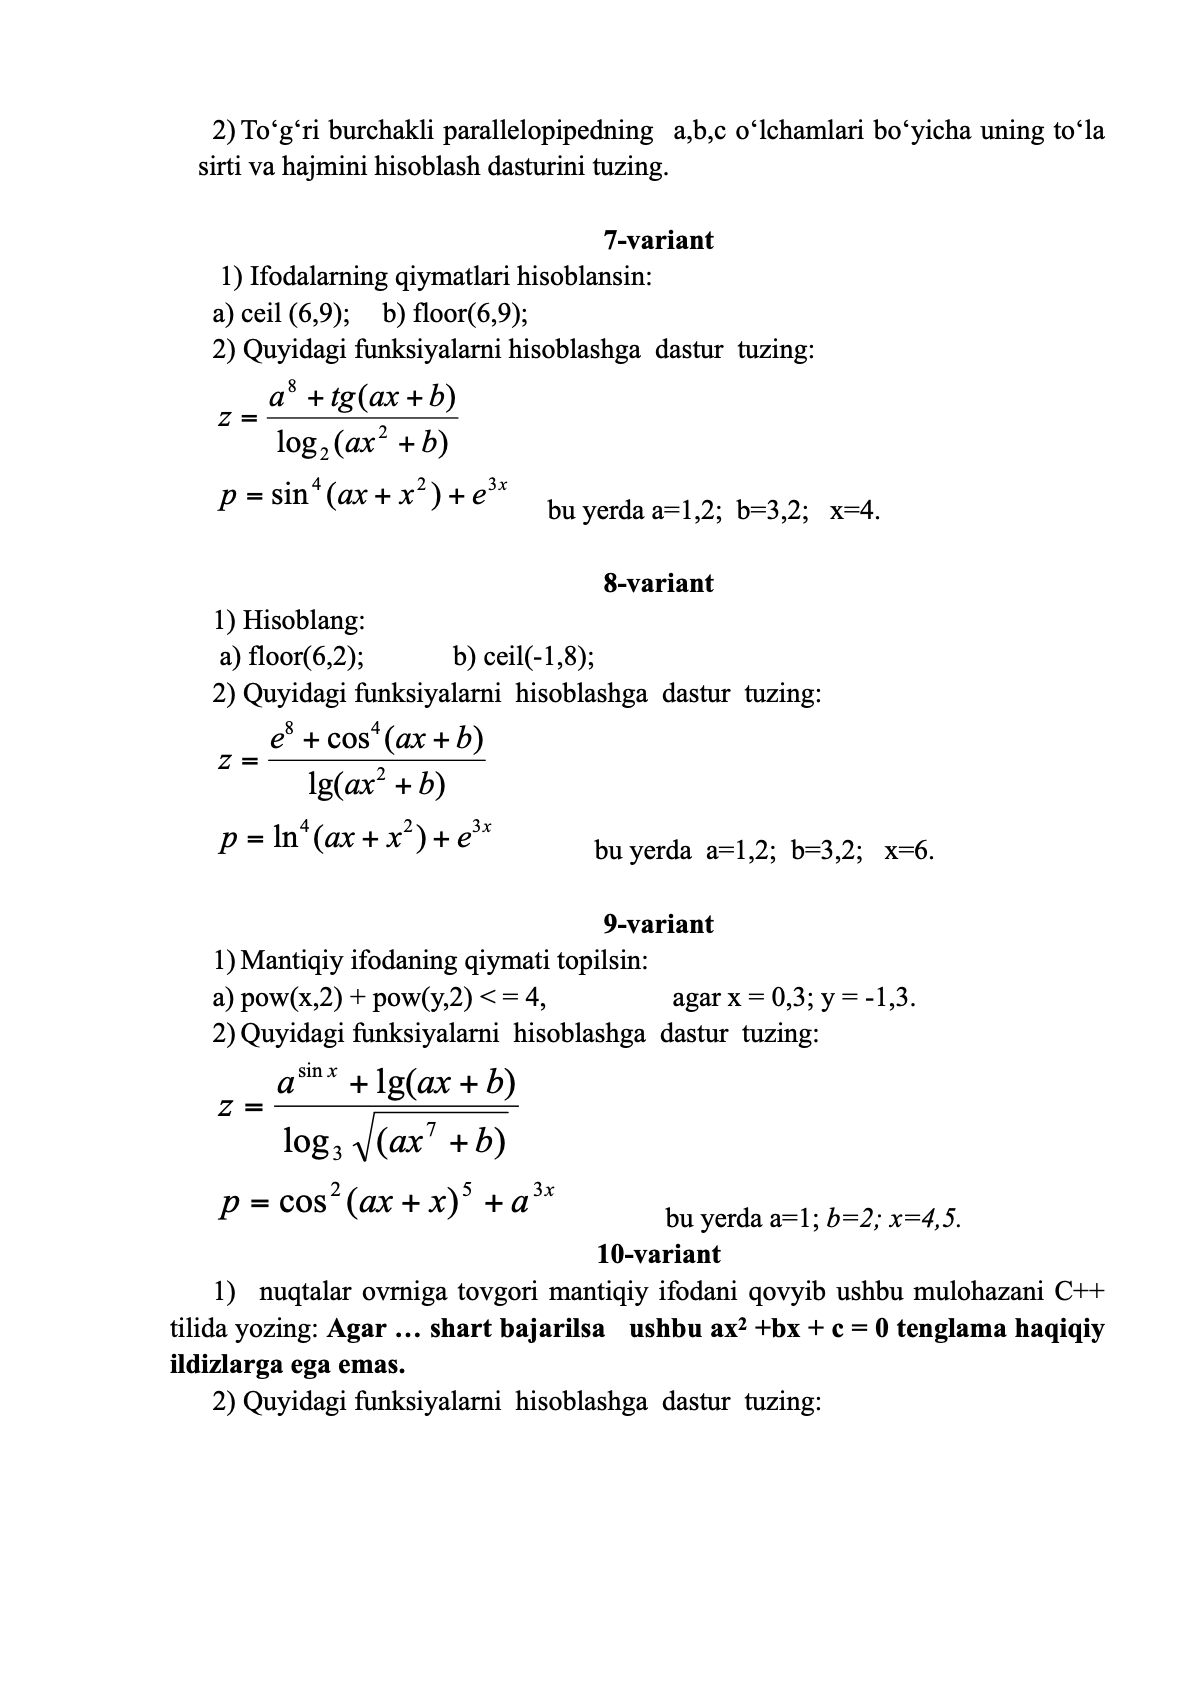 2) To‘g‘ri burchakli parallelopipedning a,b,c o‘lchamlari bo‘yicha uning to‘la
sirti va hajmini hisoblash dasturini tuzing.
7-variant
1) Ifodalarning qiymatlari hisoblansin:
a) ceil (6,9); b) floor(6,9);
2) Quyidagi funksiyalarni hisoblashga dastur tuzing:
z = \frac{a^8 + tg(ax + b)}{\log_2(ax^2 + b)}
p = sin^4(ax + x^2) + e^{3x} bu yerda a=1,2; b=3,2; x=4.
8-variant
1) Hisoblang:
a) floor(6,2); b) ceil(-1,8);
2) Quyidagi funksiyalarni hisoblashga dastur tuzing:
z = \frac{e^8 + \cos^4(ax + b)}{\lg(ax^2 + b)}
p = ln^4(ax + x^2) + e^{3x} bu yerda a=1,2; b=3,2; x=6.
9-variant
1) Mantiqiy ifodaning qiymati topilsin:
a) pow(x,2) + pow(y,2) < = 4, agar x = 0,3; y = -1,3.
2) Quyidagi funksiyalarni hisoblashga dastur tuzing:
z = \frac{a^{\sin x} + \lg(ax + b)}{\log_3 \sqrt{(ax^7 + b)}}
p = cos^2(ax + x)^5 + a^{3x} bu yerda a=1; b=2; x=4,5.
10-variant
1) nuqtalar ovrniga tovgori mantiqiy ifodani qovyib ushbu mulohazani C++
tilida yozing: Agar … shart bajarilsa ushbu ax² +bx + c = 0 tenglama haqiqiy
ildizlarga ega emas.
2) Quyidagi funksiyalarni hisoblashga dastur tuzing: